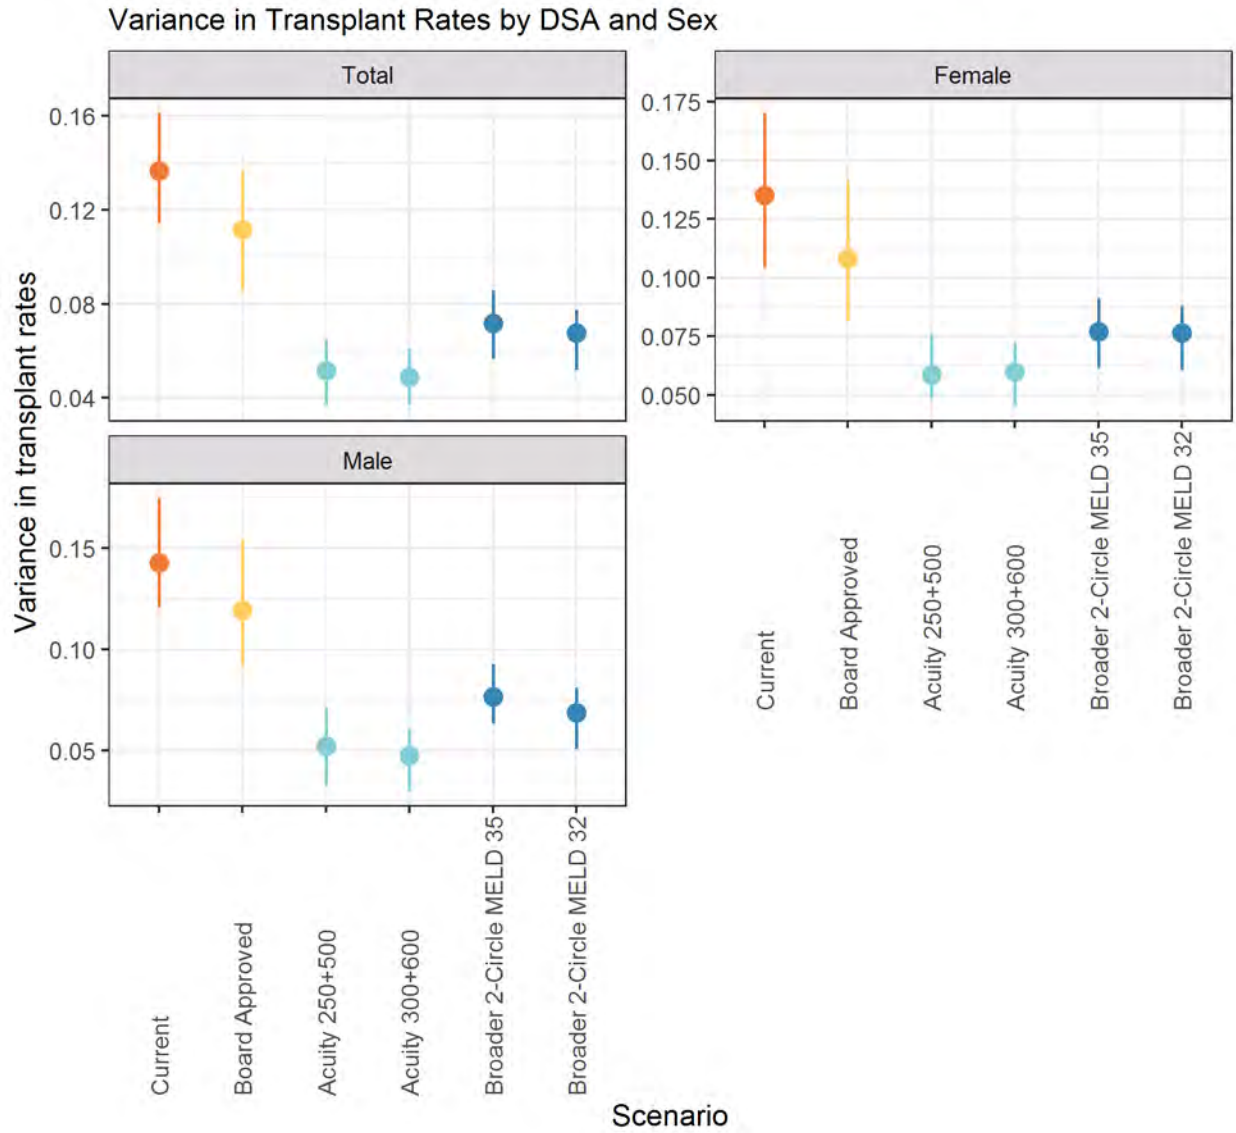 Variance in Transplant Rates by DSA and Sex
Total
Female
0.16
0.12
0.08
0.04
0.175
0.150
0.125
0.100
0.075
0.050
Variance in transplant rates
Male
0.15
0.10
0.05
Current
Board Approved
Acuity 250+500
Acuity 300+600
Broader 2-Circle MELD 35
Broader 2-Circle MELD 32
Current
Board Approved
Acuity 250+500
Acuity 300+600
Broader 2-Circle MELD 35
Broader 2-Circle MELD 32
Scenario